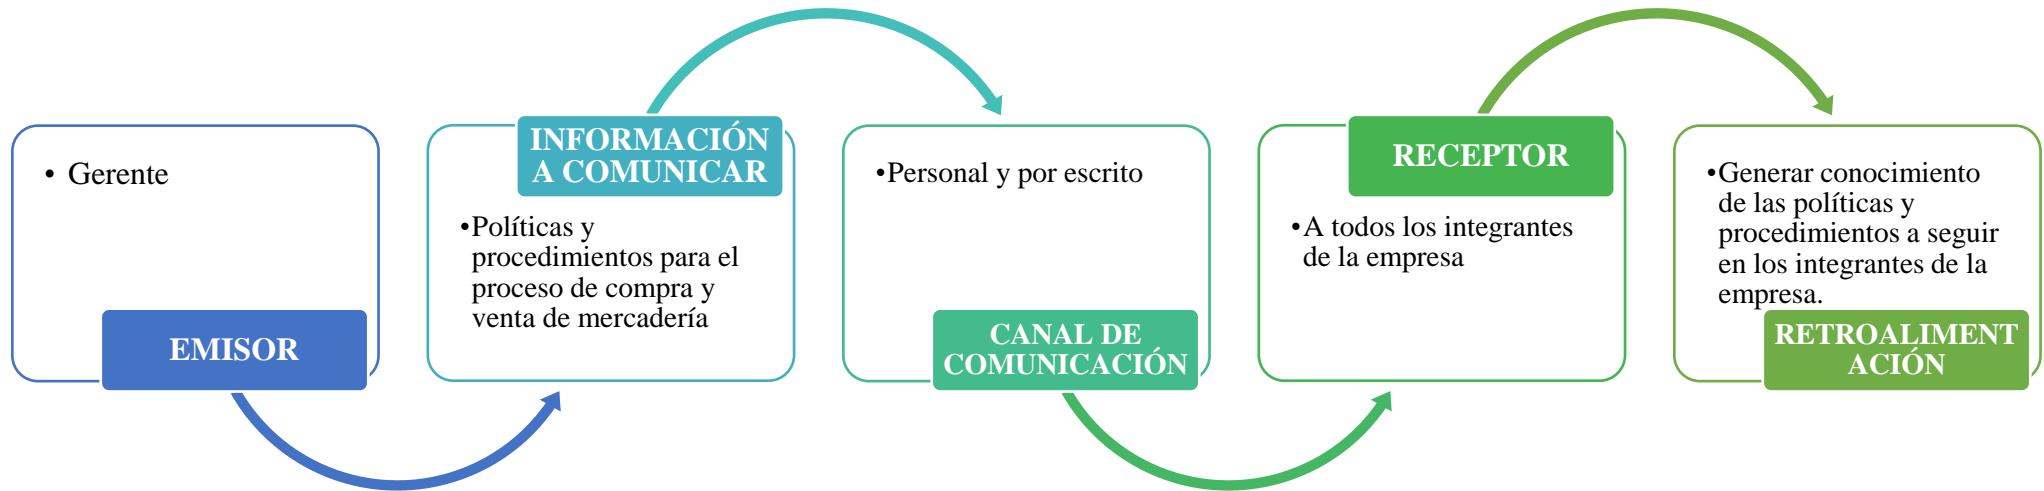 • Gerente
EMISOR
INFORMACIÓN
A COMUNICAR
•Políticas y
procedimientos para el
proceso de compra y
venta de mercadería
•Personal y por escrito
CANAL DE
COMUNICACIÓN
RECEPTOR
•A todos los integrantes
de la empresa
•Generar conocimiento
de las políticas y
procedimientos a seguir
en los integrantes de la
empresa.
RETROALIMENT
ACIÓN